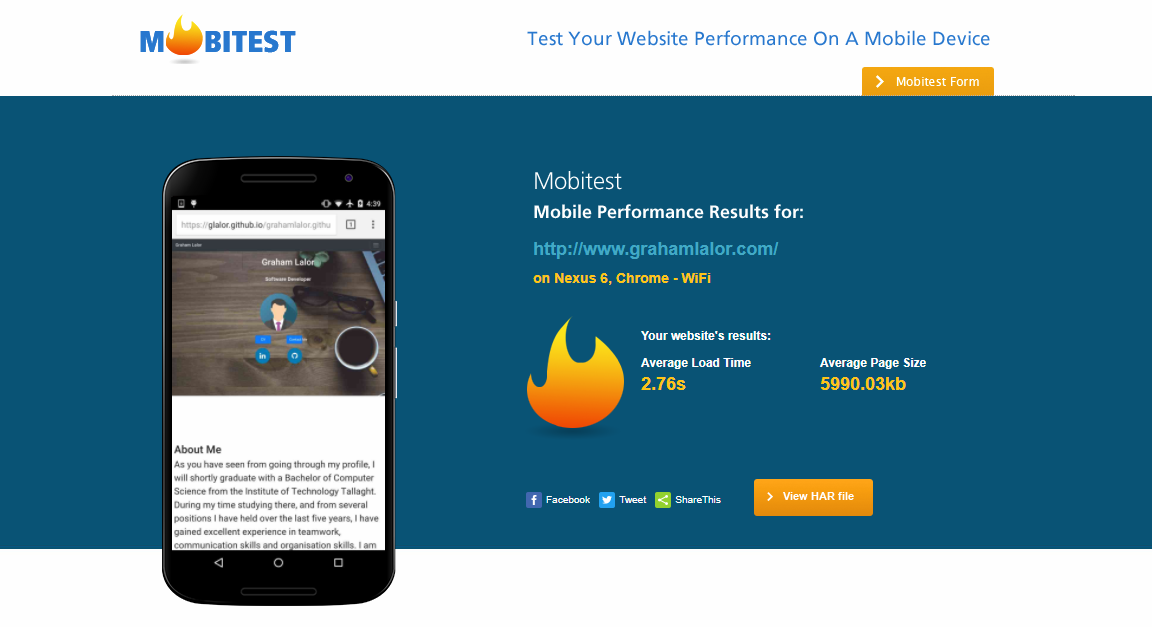 MOBITEST
Test Your Website Performance On A Mobile Device
Mobitest Form
4:39
https://glalor.github.io/grahamlalor.githu
1
Graham Lalor
Graham Lalor
Software Developer
CV
in
About Me
As you have seen from going through my profile, I
will shortly graduate with a Bachelor of Computer
Science from the Institute of Technology Tallaght.
During my time studying there, and from several
positions I have held over the last five years, I have
gained excellent experience in teamwork,
communication skills and organisation skills. I am
Mobitest
Mobile Performance Results for:
http://www.grahamlalor.com/
on Nexus 6, Chrome - WiFi
Your website's results:
Average Load Time
2.76s
Average Page Size
5990.03kb
Facebook
Tweet
ShareThis
View HAR file